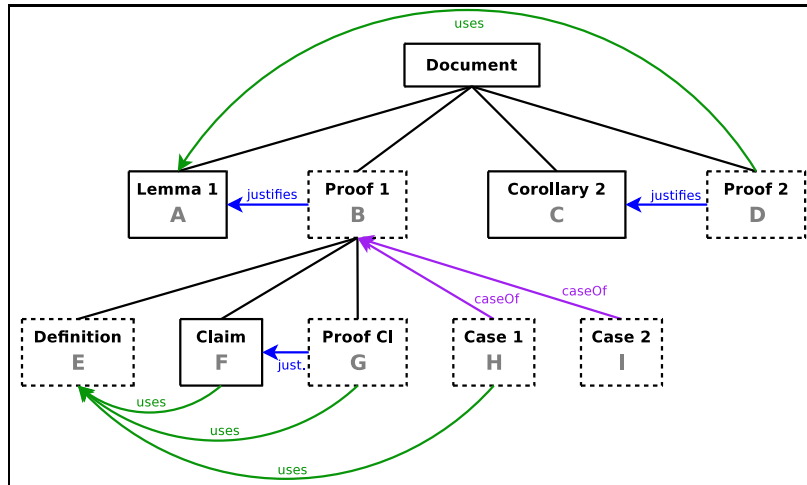 uses
Document
Lemma 1
A
justifies
Proof 1
B
Corollary 2
C
justifies
Proof 2
D
caseOf
caseOf
Definition
E
Claim
F
just.
Proof Cl
G
Case 1
H
Case 2
I
uses
uses
uses